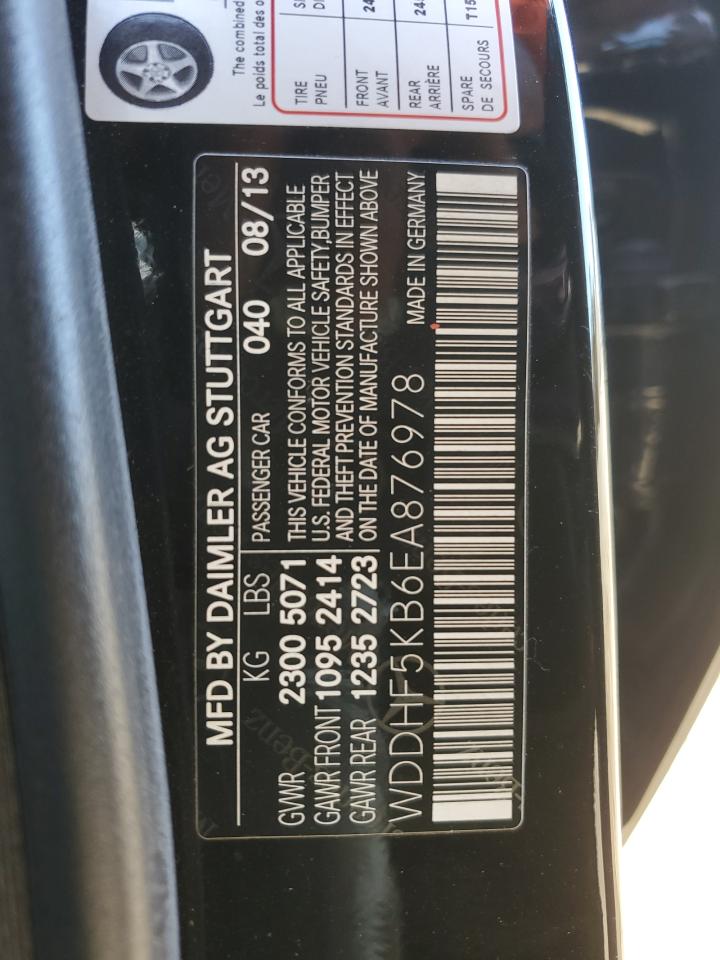 The combined
Le poids total des o
TIRE
PNEU
FRONT
AVANT
24
REAR
ARRIÈRE
24
SPARE
DE SECOURS
T15
MFD BY DAIMLER AG STUTTGART
KG LBS PASSENGER CAR 040 08/13
GVWR 2300 5071
GAWR FRONT 1095 2414
GAWR REAR 1235 2723
THIS VEHICLE CONFORMS TO ALL APPLICABLE
U.S. FEDERAL MOTOR VEHICLE SAFETY,BUMPER
AND THEFT PREVENTION STANDARDS IN EFFECT
ON THE DATE OF MANUFACTURE SHOWN ABOVE
WDDHF5KB6EA876978 MADE IN GERMANY